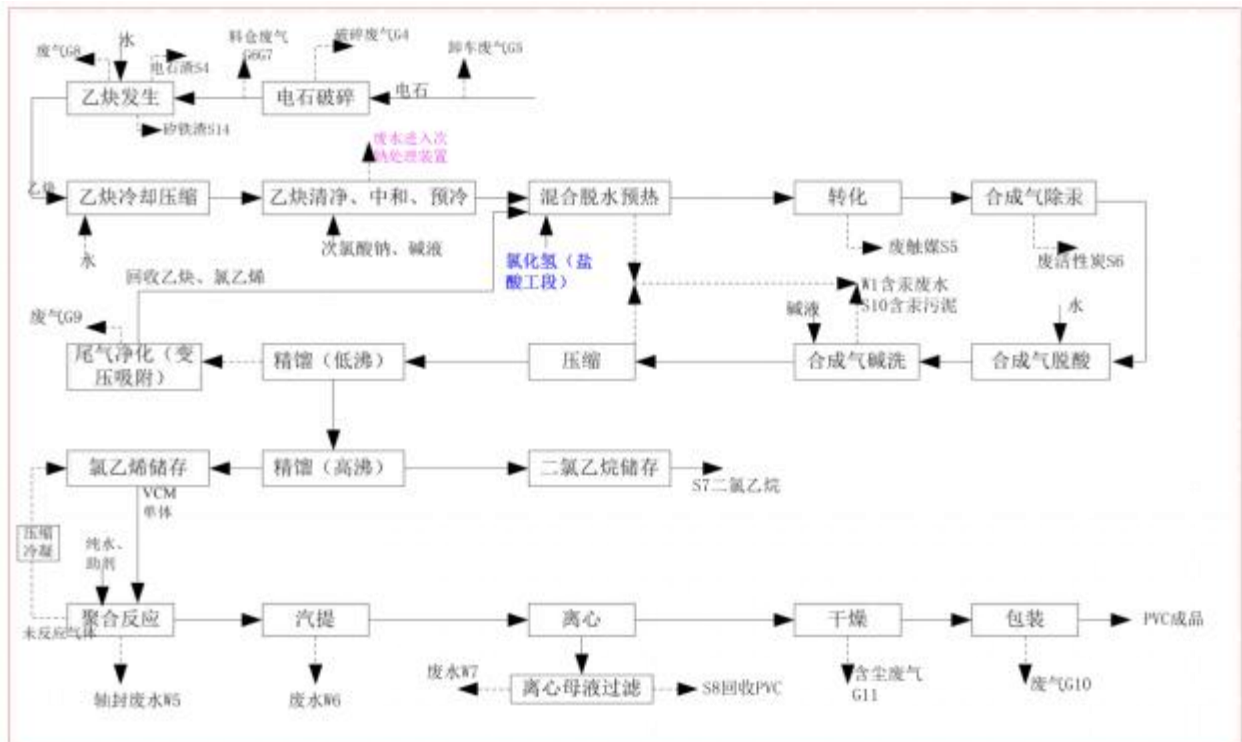 废气G8
水
电石渣S4
料仓废气
G6G7
破碎废气G4
卸车废气G5
乙炔发生
电石破碎
电石
矽铁渣S14
废水进入次
钠处理装置
乙炔
乙炔冷却压缩
乙炔清净、中和、预冷
混合脱水预热
转化
合成气除汞
水
次氯酸钠、碱液
氯化氢（盐
酸工段）
废触媒S5
废活性炭S6
回收乙炔、氯乙烯
W1含汞废水
S10含汞污泥
碱液
水
废气G9
尾气净化（变
压吸附）
精馏（低沸）
压缩
合成气碱洗
合成气脱酸
氯乙烯储存
精馏（高沸）
二氯乙烷储存
S7二氯乙烷
VCM
单体
压缩
冷凝
纯水、
助剂
聚合反应
汽提
离心
干燥
包装
PVC成品
未反应气体
轴封废水W5
废水W6
废水W7
离心母液过滤
S8回收PVC
含尘废气
G11
废气G10